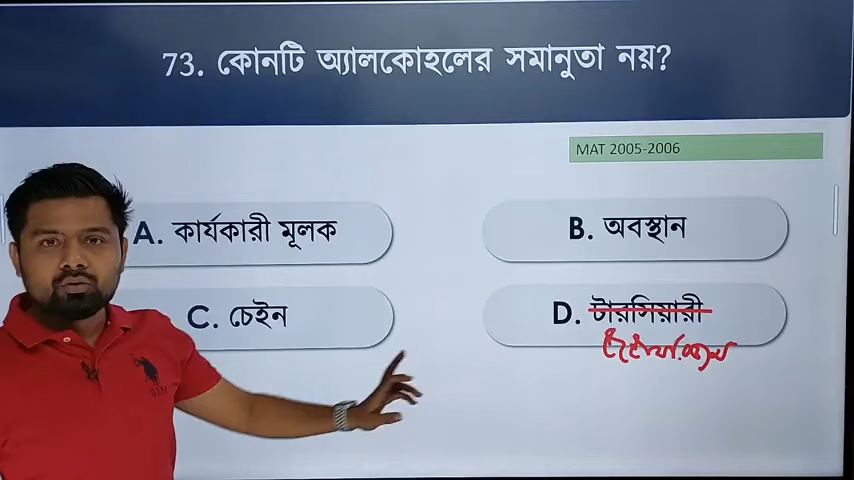 73. কোনটি অ্যালকোহলের সমানুতা নয়?
MAT 2005-2006
A. কার্যকারী মূলক
B. অবস্থান
C. চেইন
D. টারসিয়ারী